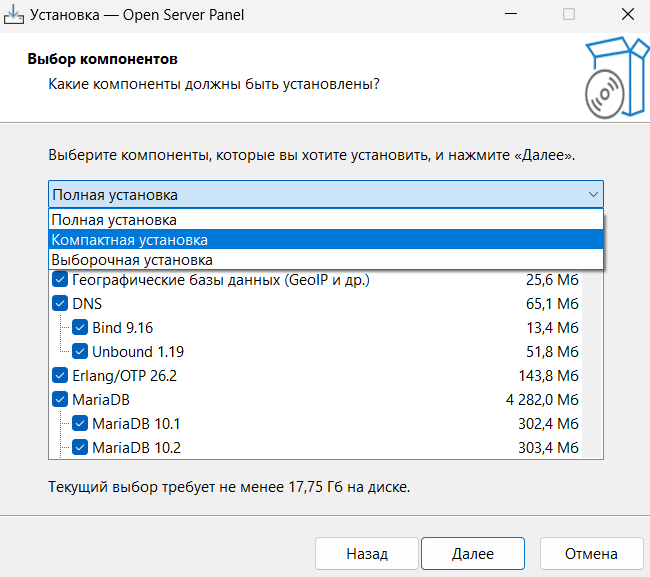 Установка — Open Server Panel
Выбор компонентов
Какие компоненты должны быть установлены?
Выберите компоненты, которые вы хотите установить, и нажмите «Далее».
Полная установка
Полная установка
Компактная установка
Выборочная установка
Географические базы данных (GeoIP и др.) 25,6 Мб
DNS 65,1 Мб
Bind 9.16 13,4 Мб
Unbound 1.19 51,8 Мб
Erlang/OTP 26.2 143,8 Мб
MariaDB 4 282,0 Мб
MariaDB 10.1 302,4 Мб
MariaDB 10.2 303,4 Мб
Текущий выбор требует не менее 17,75 Гб на диске.
Назад Далее Отмена